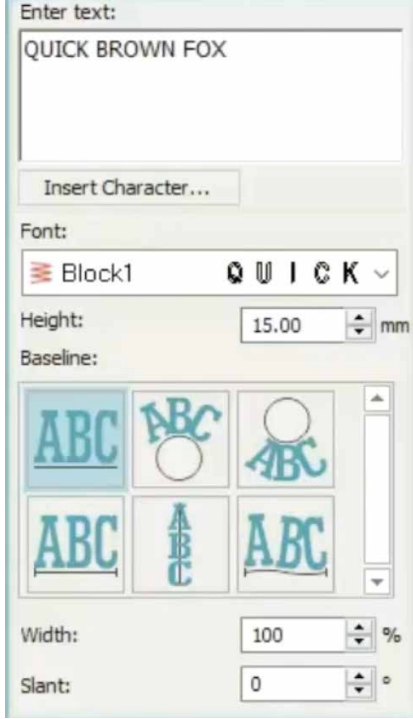 Enter text:
QUICK BROWN FOX
Insert Character...
Font:
Block1 QUICK
Height: 15.00 mm
Baseline:
ABC ABC ABC
ABC ABC ABC
Width: 100 %
Slant: 0 °